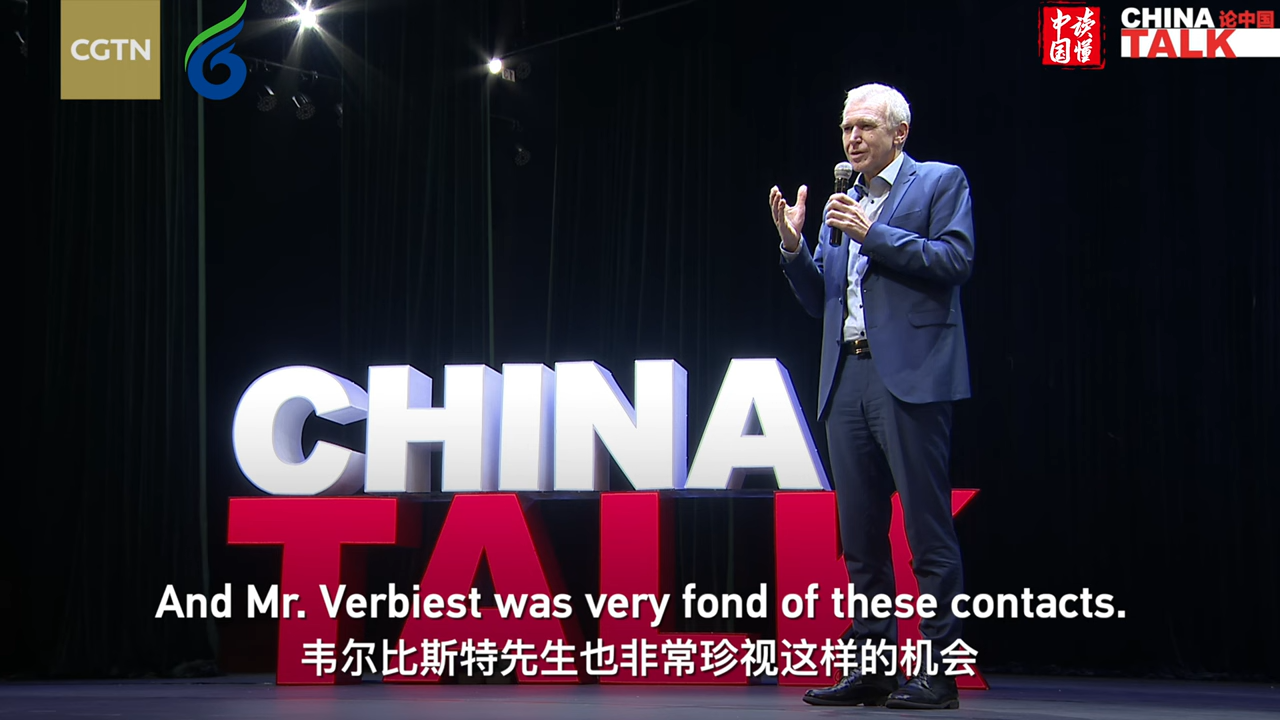 CGTN
读懂中国
CHINA 论中国
TALK
CHINA
TALK
And Mr. Verbiest was very fond of these contacts.
韦尔比斯特先生也非常珍视这样的机会